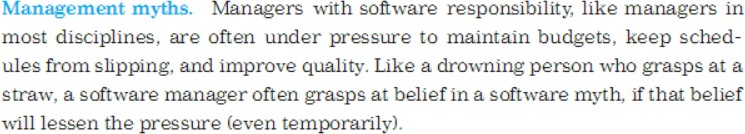 Management myths. Managers with software responsibility, like managers in
most disciplines, are often under pressure to maintain budgets, keep sched-
ules from slipping, and improve quality. Like a drowning person who grasps at a
straw, a software manager often grasps at belief in a software myth, if that belief
will lessen the pressure (even temporarily).